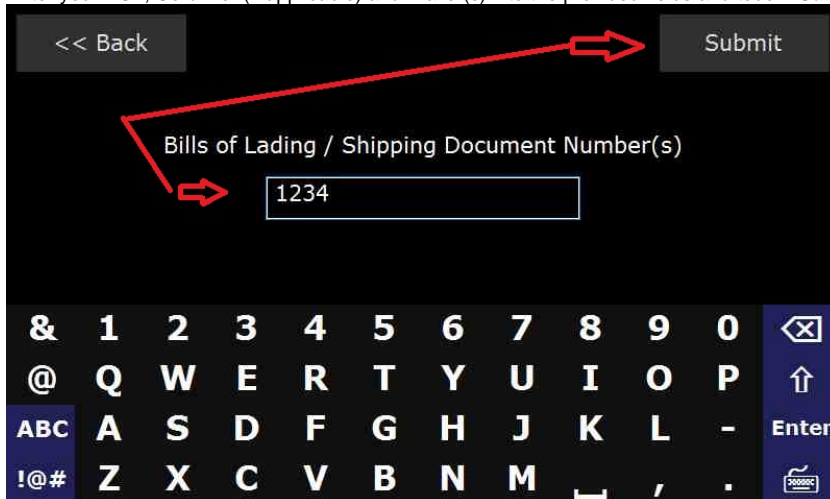 << Back Submit
Bills of Lading / Shipping Document Number(s)
1234
& 1 2 3 4 5 6 7 8 9 0
@ Q W E R T Y U I O P
ABC A S D F G H J K L - Enter
!@# Z X C V B N M , .